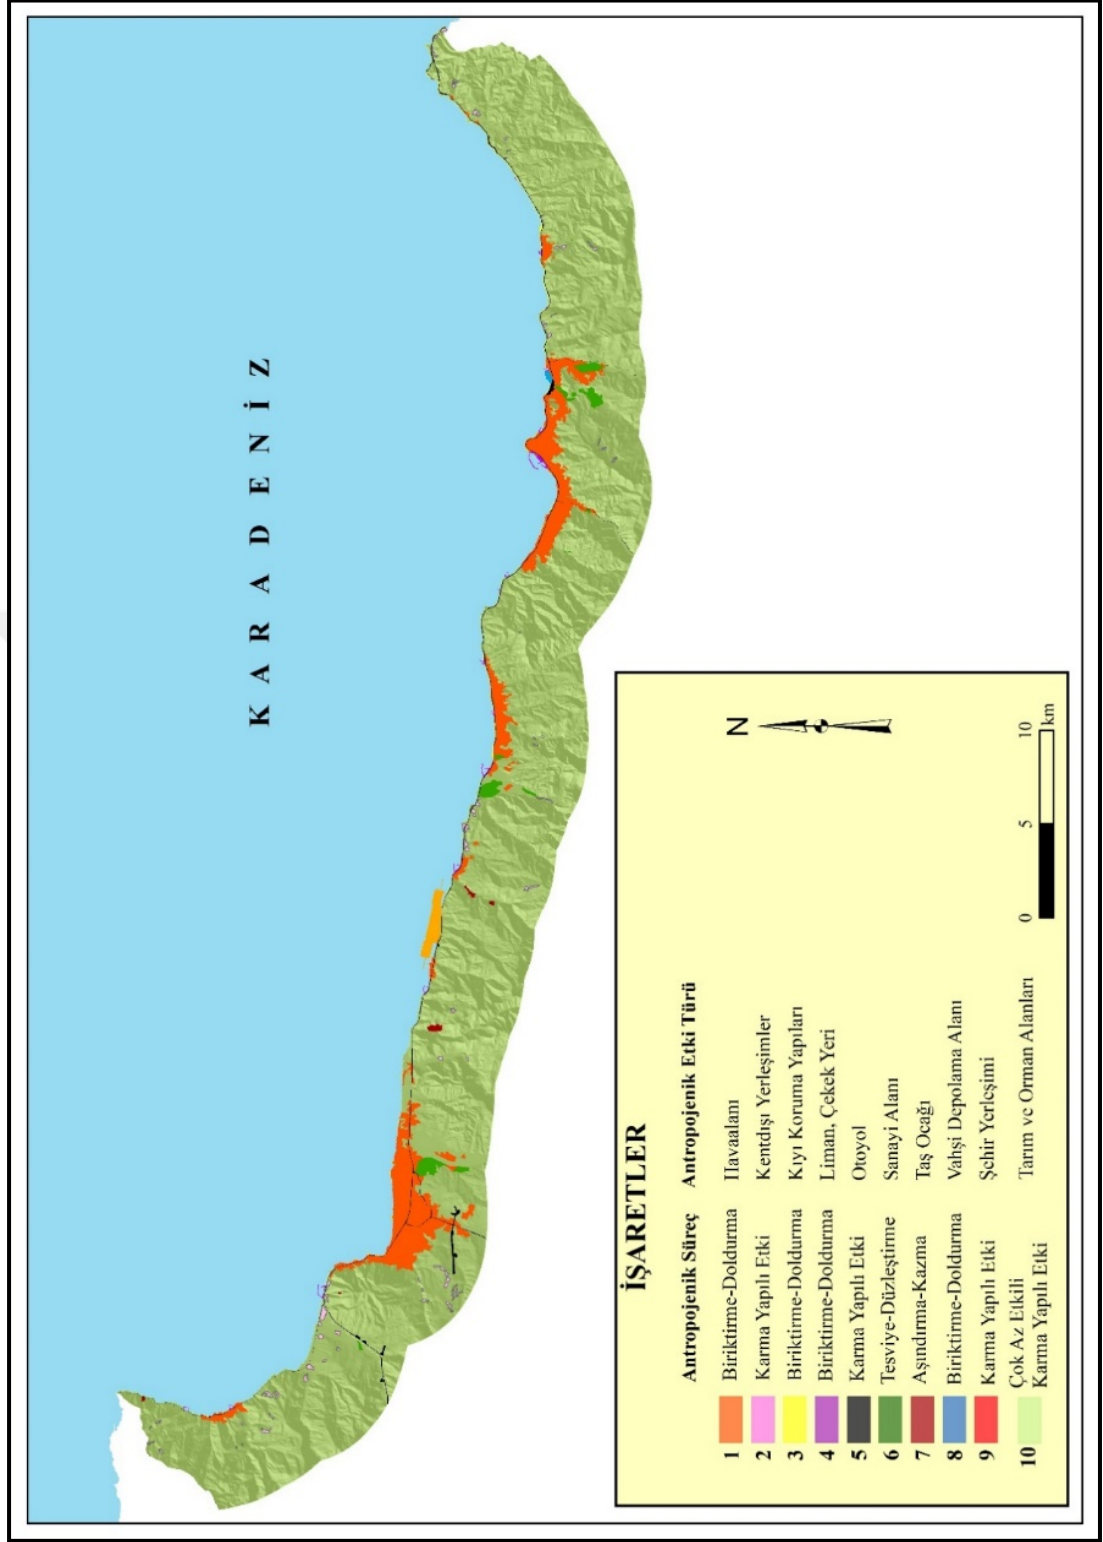 K A R A D E N İ Z
İŞARETLER
Antropojenik Süreç Antropojenik Etki Türü
1 Biriktirme-Doldurma Havaalanı
2 Karma Yapılı Etki Kentdışı Yerleşimler
3 Biriktirme-Doldurma Kıyı Koruma Yapıları
4 Biriktirme-Doldurma Liman, Çekek Yeri
5 Karma Yapılı Etki Otoyol
6 Tesviye-Düzleştirme Sanayi Alanı
7 Aşındırma-Kazma Taş Ocağı
8 Biriktirme-Doldurma Vahşi Depolama Alanı
9 Karma Yapılı Etki Şehir Yerleşimi
10 Çok Az Etkili
Karma Yapılı Etki Tarım ve Orman Alanları
N
0 5 10
km